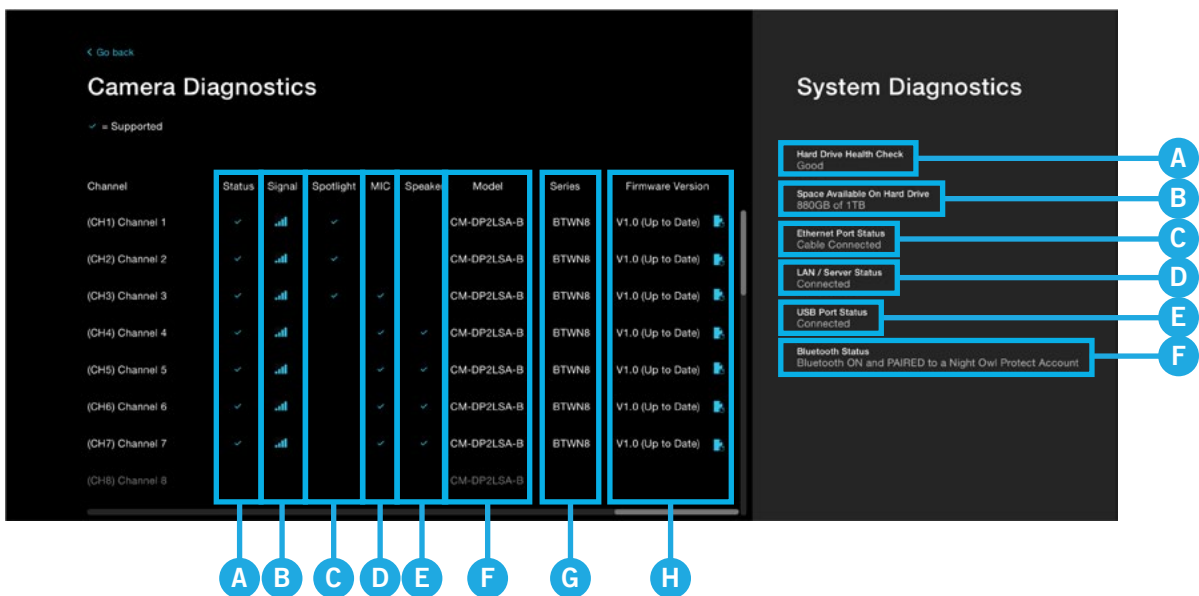 < Go back
Camera Diagnostics
✓ = Supported
Channel Status Signal Spotlight MIC Speaker Model Series Firmware Version
(CH1) Channel 1 ✓ ✓ CM-DP2LSA-B BTWN8 V1.0 (Up to Date)
(CH2) Channel 2 ✓ ✓ CM-DP2LSA-B BTWN8 V1.0 (Up to Date)
(CH3) Channel 3 ✓ ✓ ✓ CM-DP2LSA-B BTWN8 V1.0 (Up to Date)
(CH4) Channel 4 ✓ ✓ ✓ CM-DP2LSA-B BTWN8 V1.0 (Up to Date)
(CH5) Channel 5 ✓ ✓ ✓ CM-DP2LSA-B BTWN8 V1.0 (Up to Date)
(CH6) Channel 6 ✓ ✓ ✓ CM-DP2LSA-B BTWN8 V1.0 (Up to Date)
(CH7) Channel 7 ✓ ✓ ✓ CM-DP2LSA-B BTWN8 V1.0 (Up to Date)
(CH8) Channel 8 CM-DP2LSA-B
A B C D E F G H
System Diagnostics
Hard Drive Health Check
Good
A
Space Available On Hard Drive
880GB of 1TB
B
Ethernet Port Status
Cable Connected
C
LAN / Server Status
Connected
D
USB Port Status
Connected
E
Bluetooth Status
Bluetooth ON and PAIRED to a Night Owl Protect Account
F